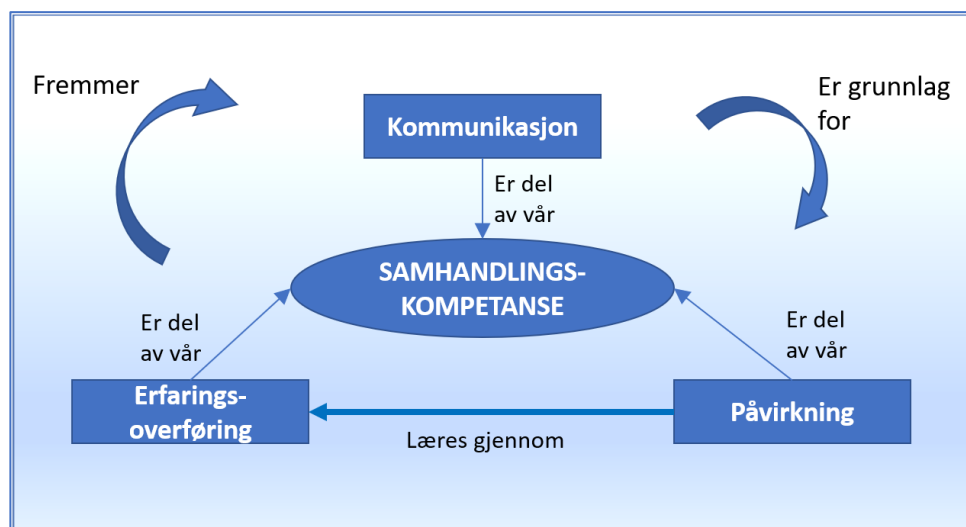 Fremmer
Er grunnlag
for
Kommunikasjon
Er del
av vår
SAMHANDLINGS-
KOMPETANSE
Er del
av vår
Er del
av vår
Erfarings-
overføring
Læres gjennom
Påvirkning